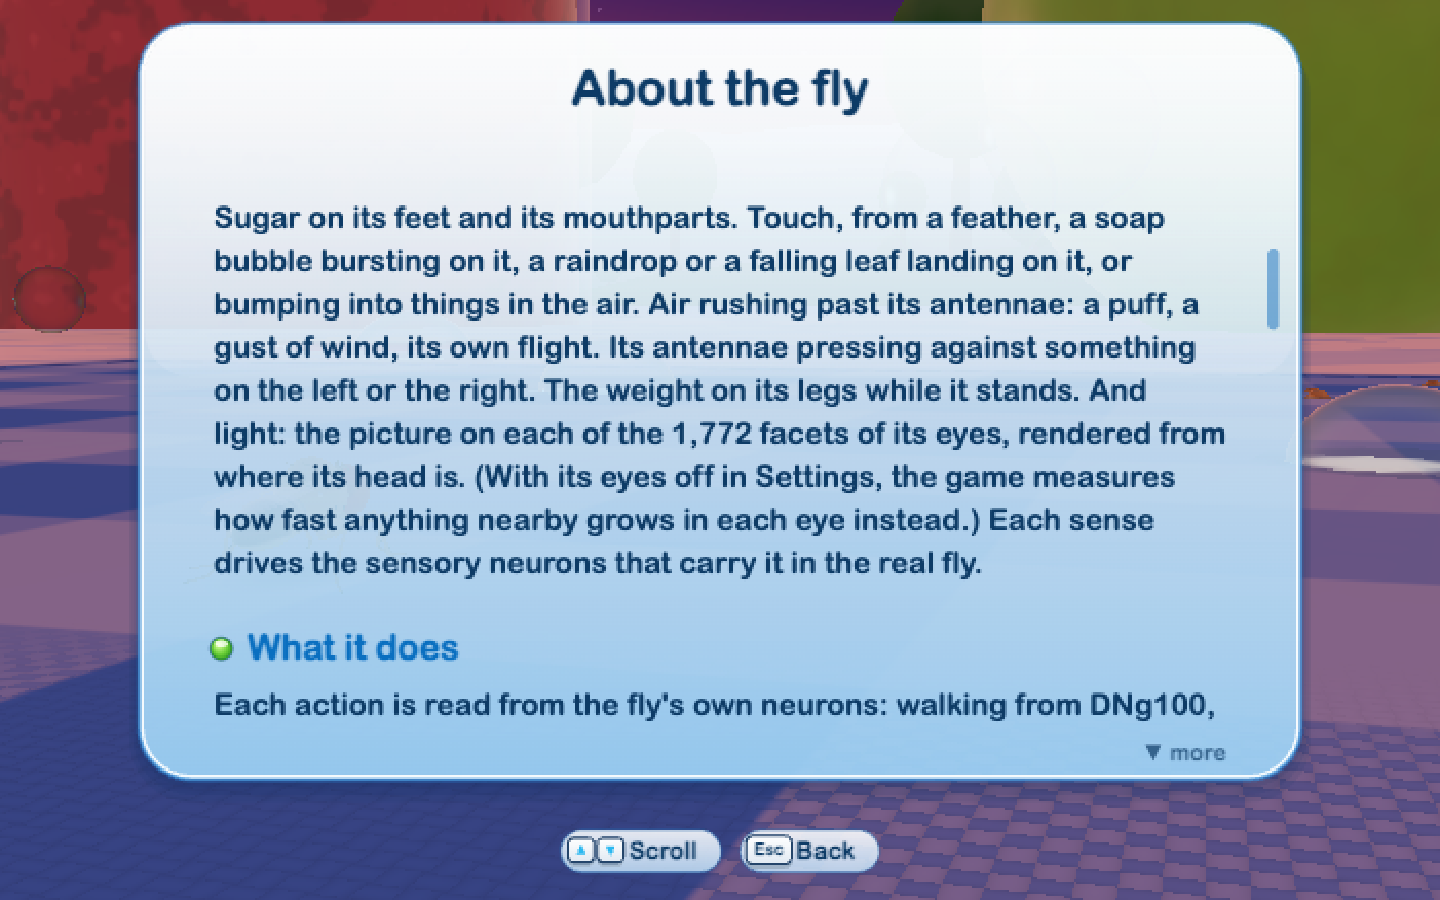 About the fly
Sugar on its feet and its mouthparts. Touch, from a feather, a soap
bubble bursting on it, a raindrop or a falling leaf landing on it, or
bumping into things in the air. Air rushing past its antennae: a puff, a
gust of wind, its own flight. Its antennae pressing against something
on the left or the right. The weight on its legs while it stands. And
light: the picture on each of the 1,772 facets of its eyes, rendered from
where its head is. (With its eyes off in Settings, the game measures
how fast anything nearby grows in each eye instead.) Each sense
drives the sensory neurons that carry it in the real fly.
What it does
Each action is read from the fly's own neurons: walking from DNg100,
▼ more
▲ ▼ Scroll
Esc Back